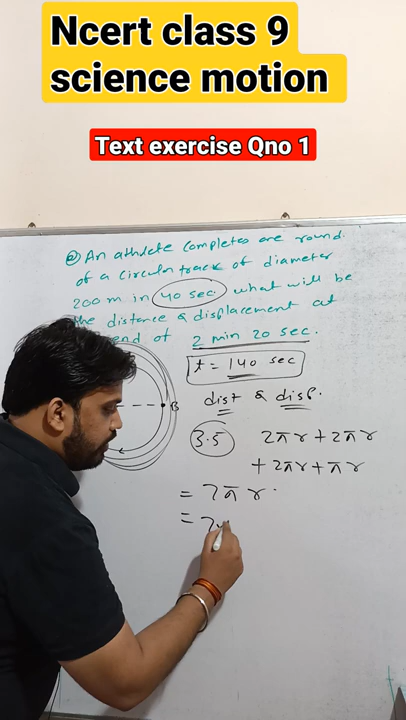 Ncert class 9
science motion
Text exercise Qno 1
An athlete completes one round
of a circular track of diameter
200 m in 40 sec. what will be
the distance & displacement at
end of 2 min 20 sec.
t = 140 sec
dist & disp.
3.5 2πr + 2πr
+ 2πr + πr
= 7πr.
B